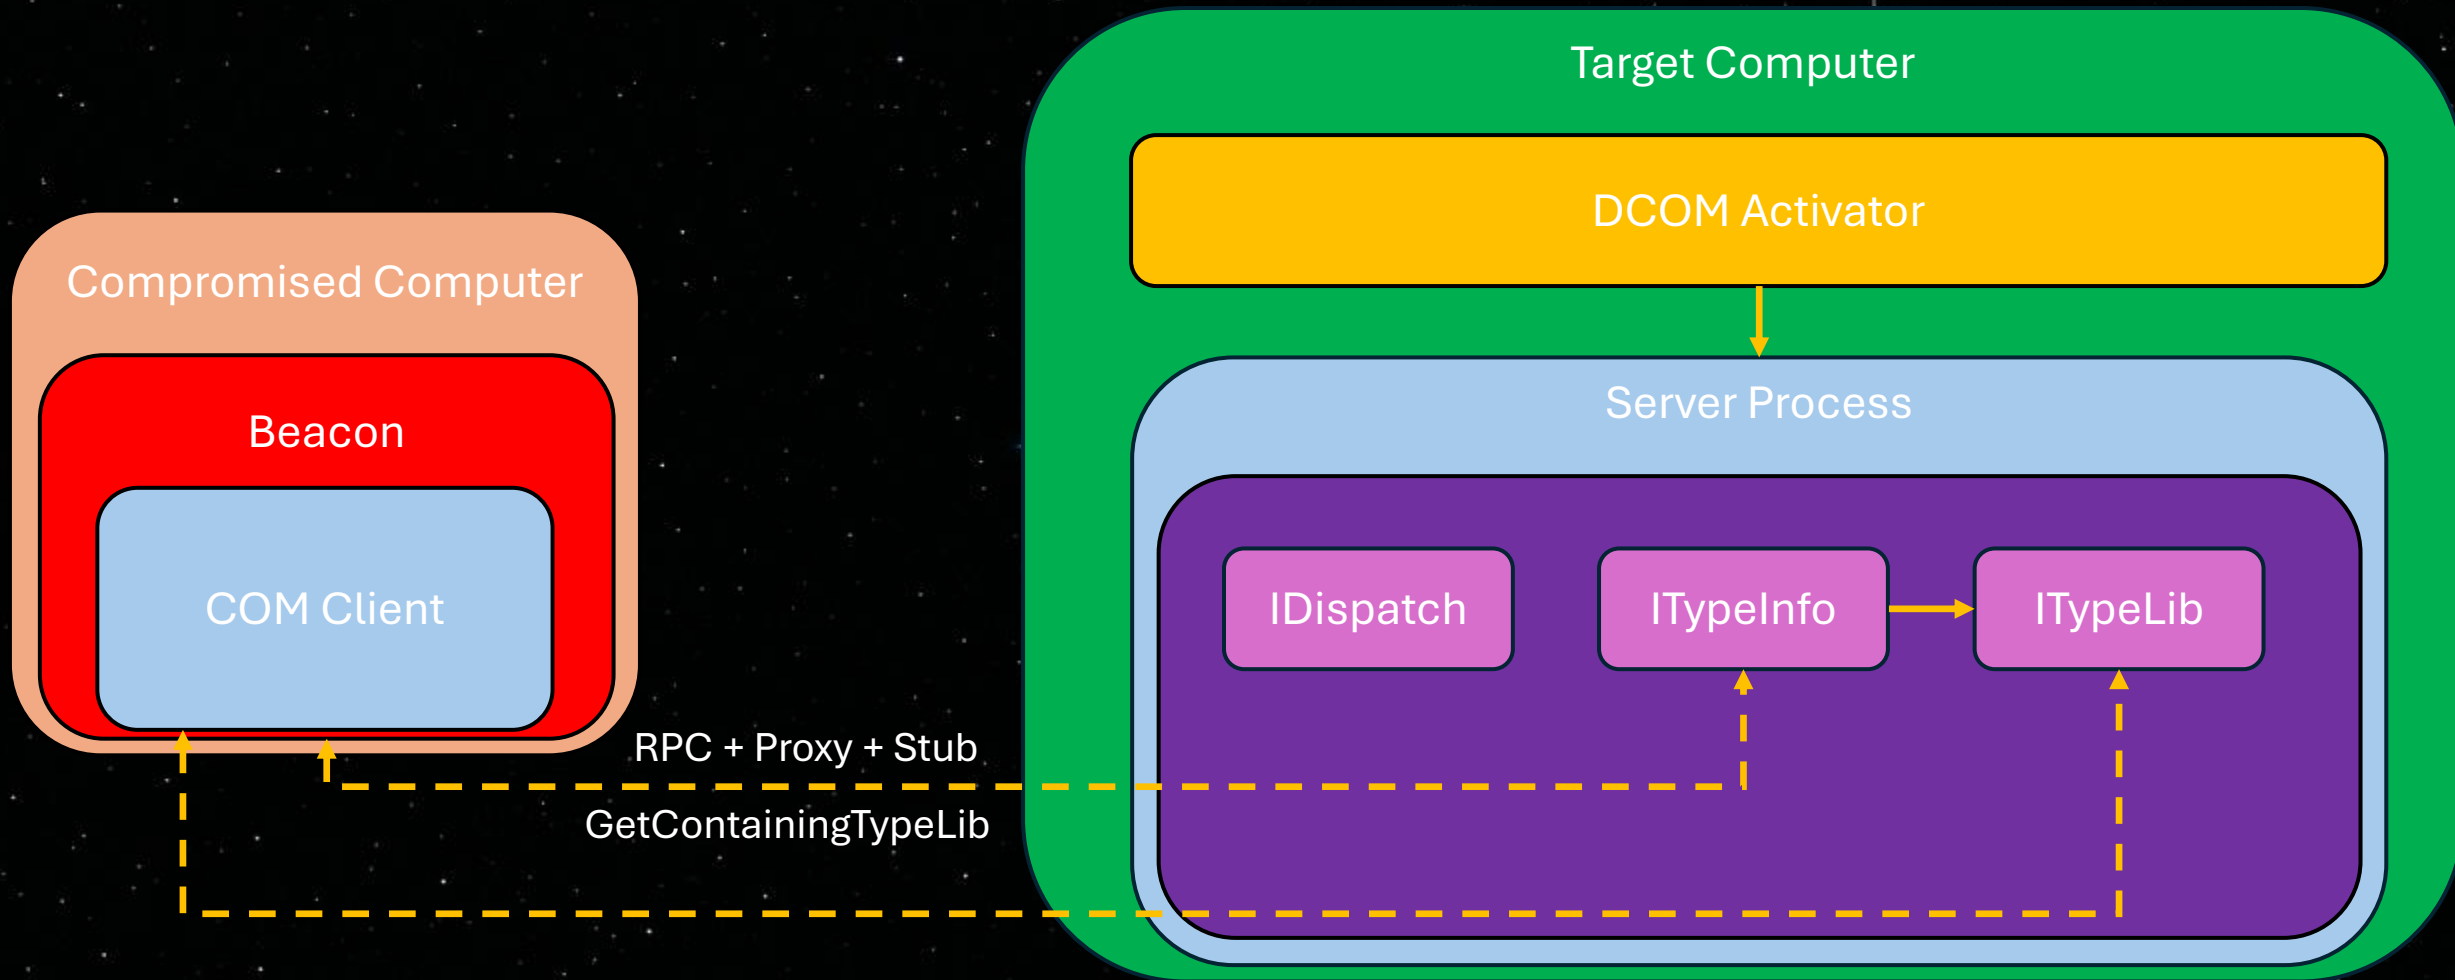 Target Computer
DCOM Activator
Compromised Computer
Server Process
Beacon
COM Client
IDispatch
ITypeInfo
ITypeLib
RPC + Proxy + Stub
GetContainingTypeLib